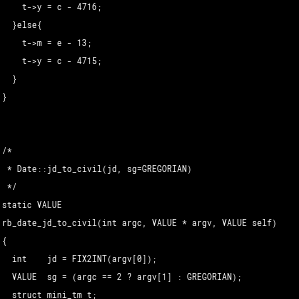 t->y = c - 4716;
}else{
t->m = e - 13;
t->y = c - 4715;
}
}
/*
* Date::jd_to_civil(jd, sg=GREGORIAN)
*/
static VALUE
rb_date_jd_to_civil(int argc, VALUE * argv, VALUE self)
{
int    jd = FIX2INT(argv[0]);
VALUE  sg = (argc == 2 ? argv[1] : GREGORIAN);
struct mini_tm t;